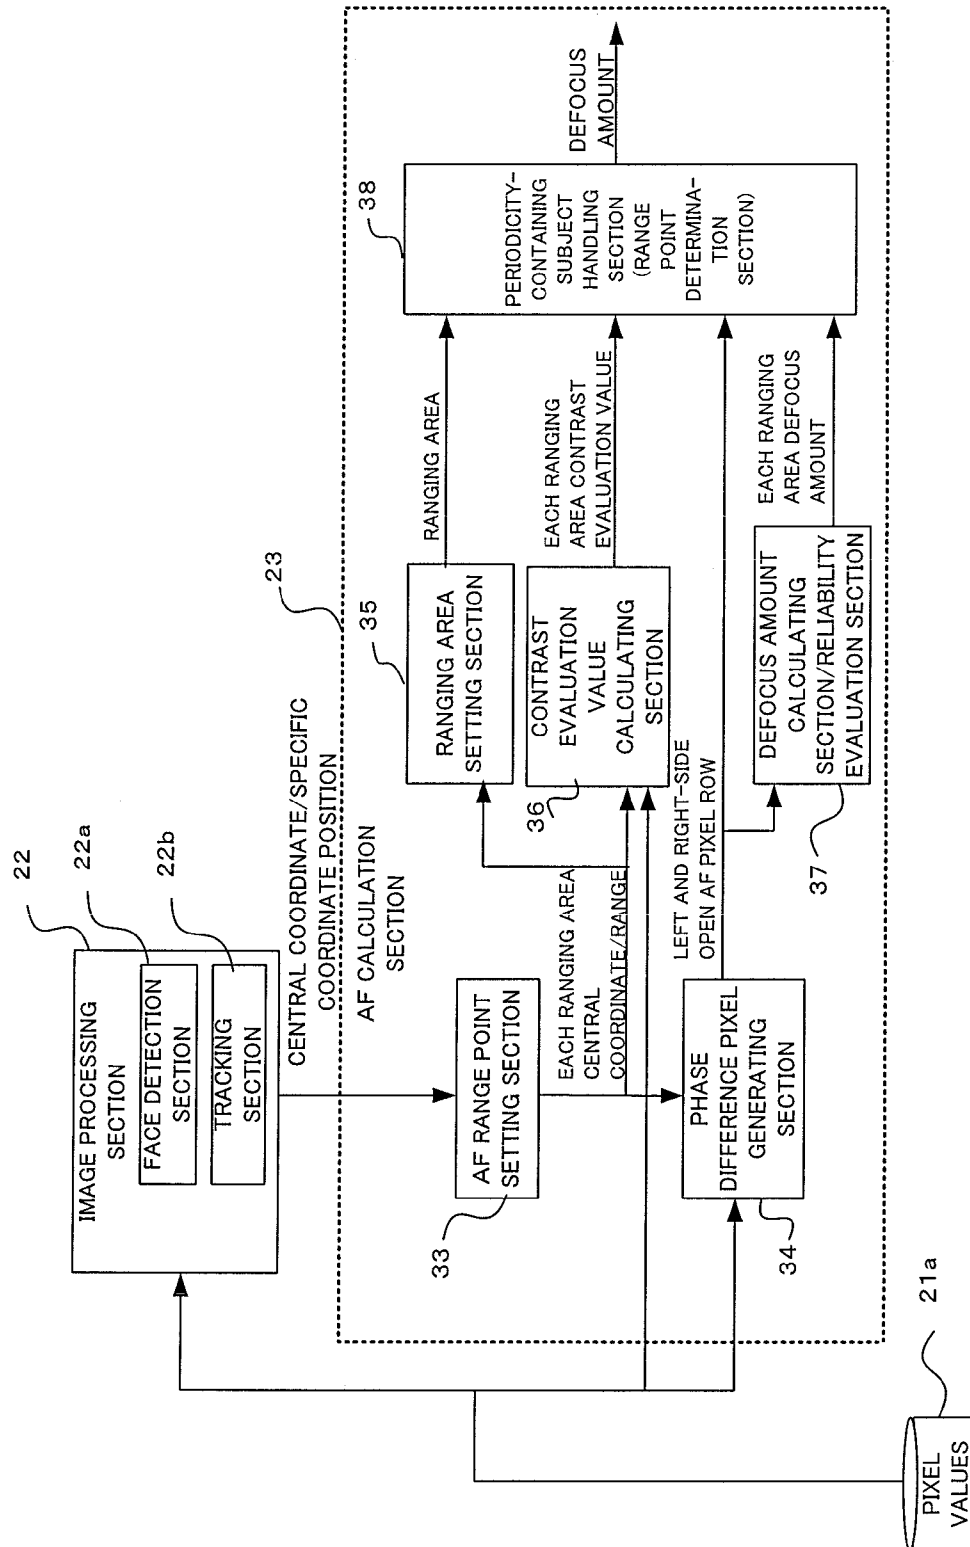 22
22a
22b
IMAGE PROCESSING
SECTION
FACE DETECTION
SECTION
TRACKING
SECTION
CENTRAL COORDINATE/SPECIFIC
COORDINATE POSITION
23
AF CALCULATION
SECTION
AF RANGE POINT
SETTING SECTION
33
EACH RANGING AREA
CENTRAL
COORDINATE/RANGE
35
RANGING AREA
SETTING SECTION
RANGING AREA
CONTRAST
EVALUATION
VALUE
CALCULATING
SECTION
36
EACH RANGING
AREA CONTRAST
EVALUATION VALUE
PHASE
DIFFERENCE PIXEL
GENERATING
SECTION
34
LEFT AND RIGHT-SIDE
OPEN AF PIXEL ROW
DEFOCUS AMOUNT
CALCULATING
SECTION/RELIABILITY
EVALUATION SECTION
37
EACH RANGING
AREA DEFOCUS
AMOUNT
38
PERIODICITY-
CONTAINING
SUBJECT
HANDLING
SECTION
(RANGE
POINT
DETERMINA-
TION
SECTION)
DEFOCUS
AMOUNT
21a
PIXEL
VALUES